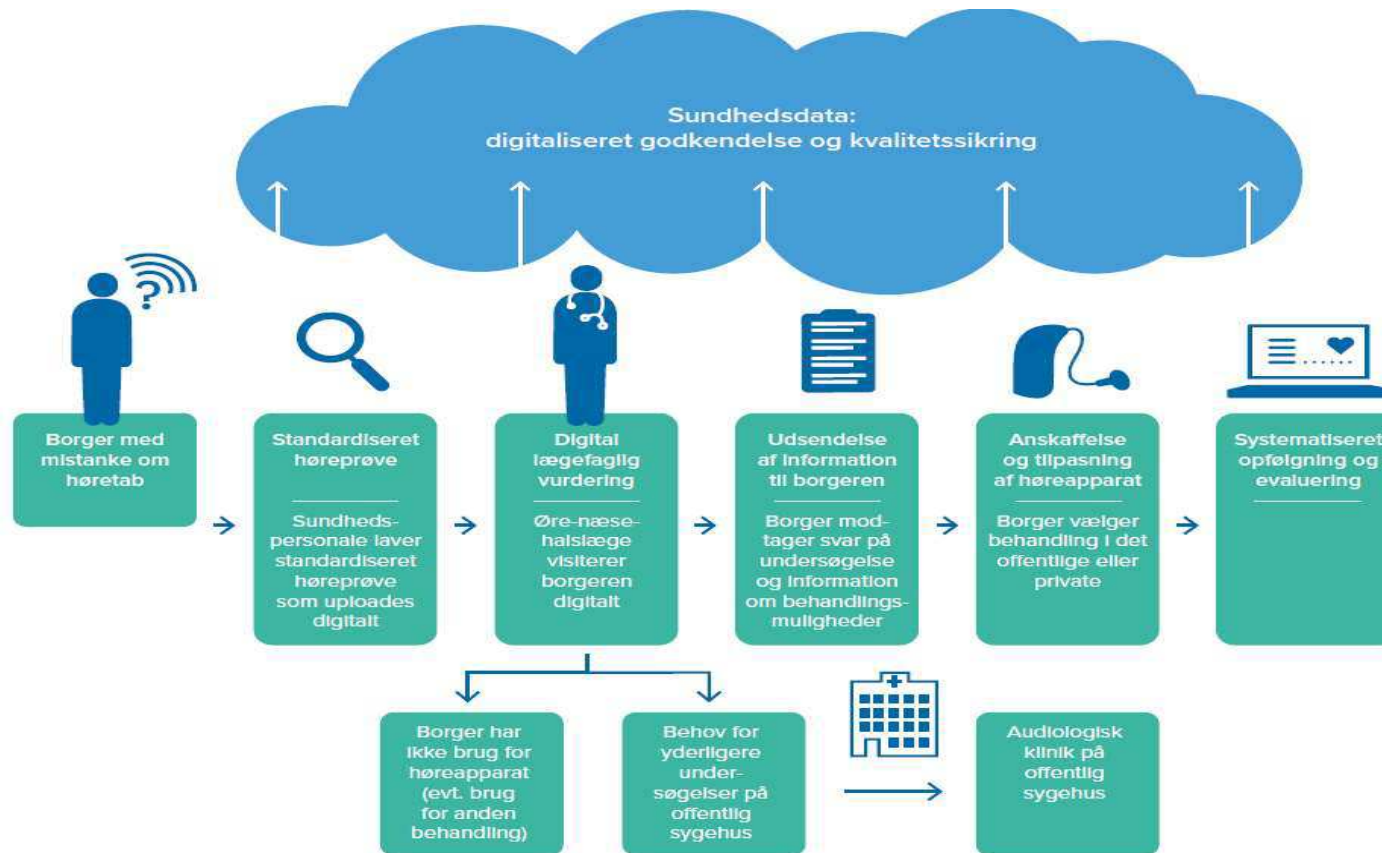 Sundhedsdata:
digitaliseret godkendelse og kvalitetssikring
?
Borger med
mistanke om
høretab
Standardiseret
høreprøve
Sundheds-
personale laver
standardiseret
høreprøve
som uploades
digitalt
Digital
lægefaglig
vurdering
Øre-næse-
halslæge
visiterer
borgeren
digitalt
Udsendelse
af information
til borgeren
Borger mod-
tager svar på
undersøgelse
og information
om behandlings-
muligheder
Anskaffelse
og tilpasning
af høreapparat
Borger vælger
behandling i det
offentlige eller
private
Systematiseret
opfølgning og
evaluering
Borger har
ikke brug for
høreapparat
(evt. brug
for anden
behandling)
Behov for
yderligere
under-
søgelser på
offentlig
sygehus
Audiologisk
klinik på
offentlig
sygehus